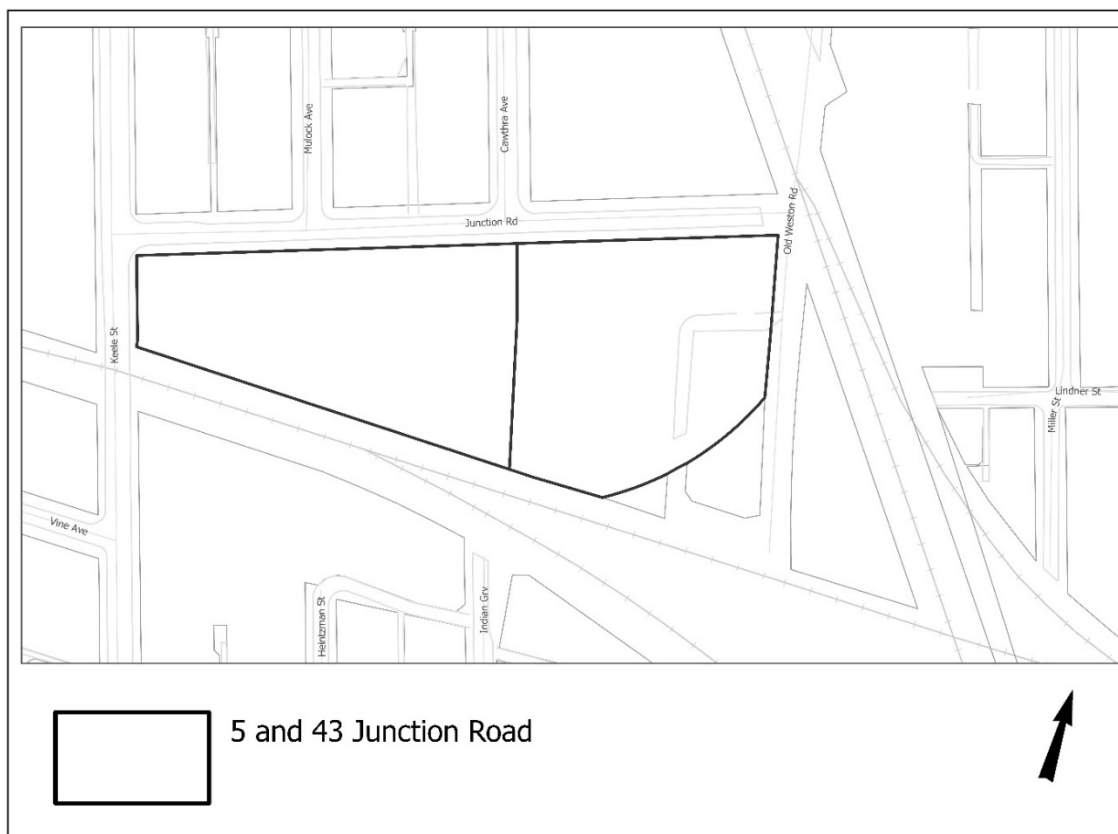 Mulock Ave
Cawthra Ave
Junction Rd
Old Weston Rd
Keele St
Lindner St
Miller St
Vine Ave
Heintzman St
Indian Grv
5 and 43 Junction Road